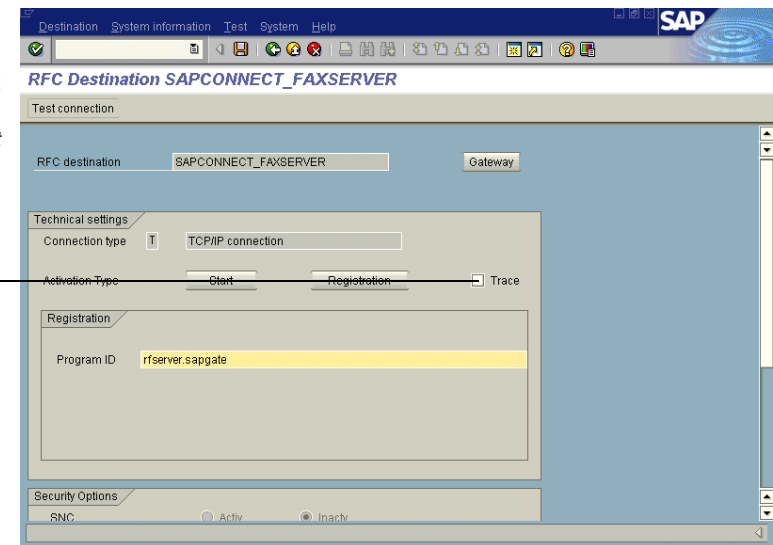 Destination System information Test System Help
SAP
RFC Destination SAPCONNECT_FAXSERVER
Test connection
RFC destination SAPCONNECT_FAXSERVER Gateway
Technical settings
Connection type T TCP/IP connection
Activation Type Start Registration Trace
Registration
Program ID rfserver.sapgate
Security Options
SNC Activ Inactv